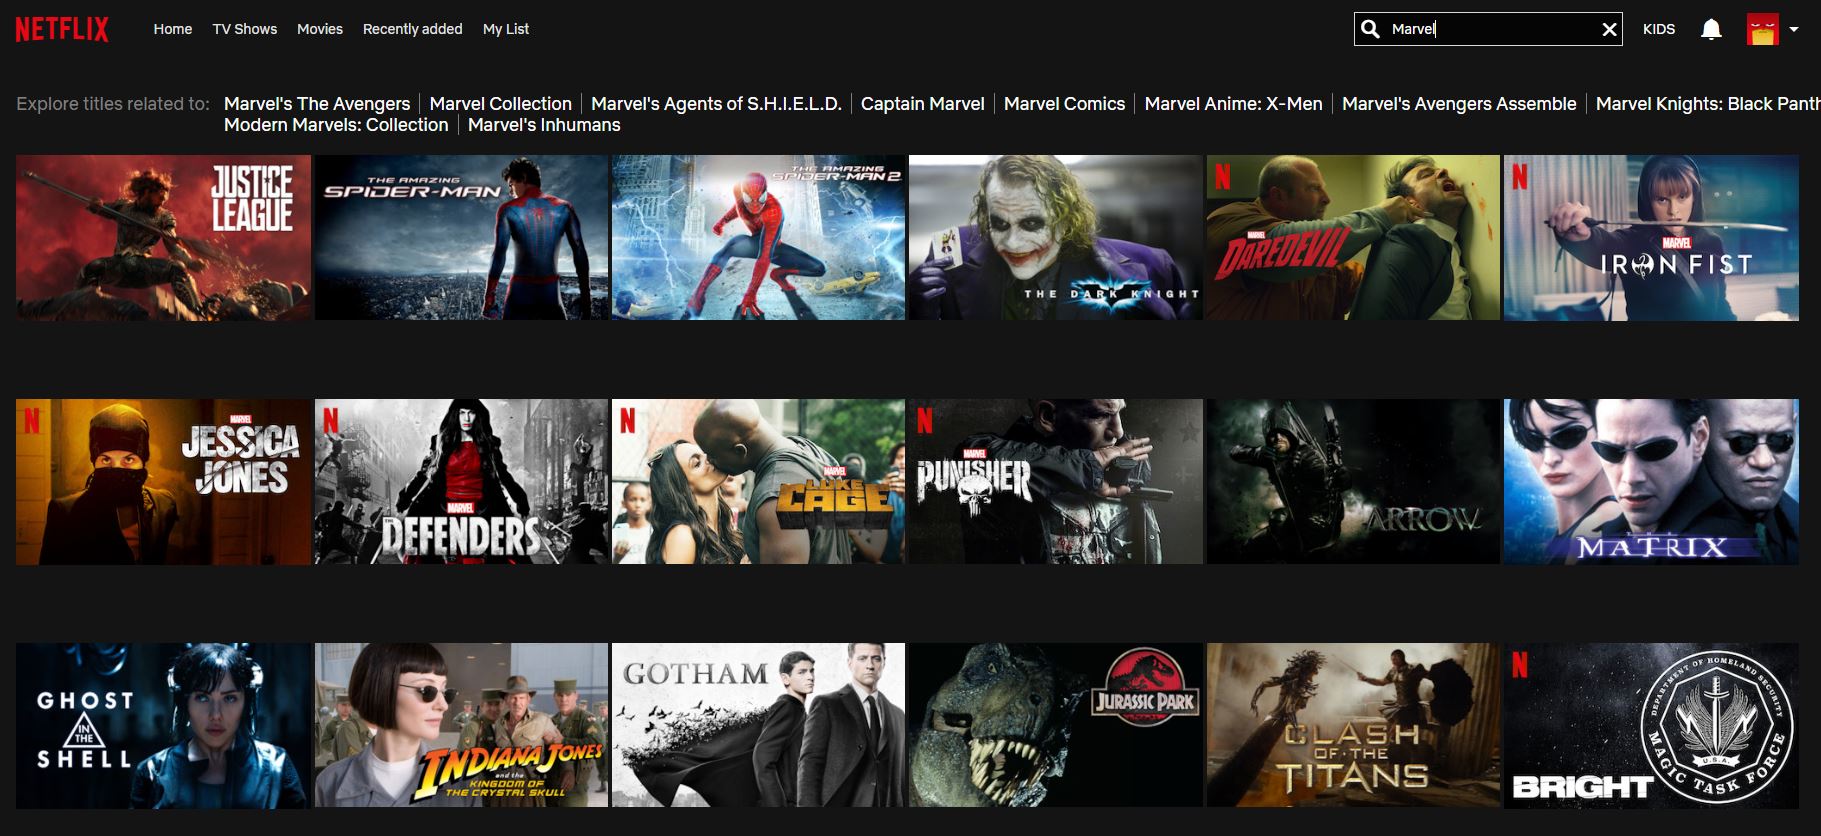 NETFLIX Home TV Shows Movies Recently added My List Marvel KIDS
Explore titles related to: Marvel's The Avengers Marvel Collection Marvel's Agents of S.H.I.E.L.D. Captain Marvel Marvel Comics Marvel Anime: X-Men Marvel's Avengers Assemble Marvel Knights: Black Panth
Modern Marvels: Collection Marvel's Inhumans
JUSTICE
LEAGUE
THE AMAZING
SPIDER-MAN
THE AMAZING
SPIDER-MAN 2
THE DARK KNIGHT
N
MARVEL
DAREDEVIL
N
MARVEL
IRON FIST
N
MARVEL
JESSICA
JONES
N
MARVEL
THE DEFENDERS
N
MARVEL
LUKE
CAGE
N
MARVEL
PUNISHER
ARROW
THE
MATRIX
GHOST
IN THE
SHELL
INDIANA JONES
and the
KINGDOM OF
THE CRYSTAL SKULL
GOTHAM
JURASSIC PARK
CLASH
OF THE
TITANS
N
DEPARTMENT OF HOMELAND SECURITY
U.S.A.
MAGIC TASK FORCE
BRIGHT